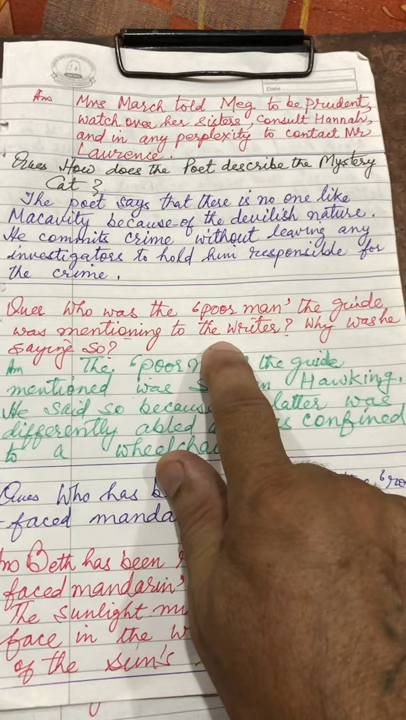 Date
Ans Mrs March told Meg to be prudent,
watch over her sisters, consult Hannah,
and in any perplexity to contact Mr
Laurence.
Ques How does the Poet describe the Mystery
Cat ?
The poet says that there is no one like
Macavity because of the devilish nature.
He commits crime without leaving any
investigators to hold him responsible for
the crime.
Ques Who was the 'poor man' the guide
was mentioning to the writer? Why was he
saying so?
Ans The 'poor the guide
mentioned was Hawking.
He said so because latter was
differently abled confined
to a
Ques Who has
faced
Ans Beth has been
faced mandarin'
The sunlight
face in the
of the sun's